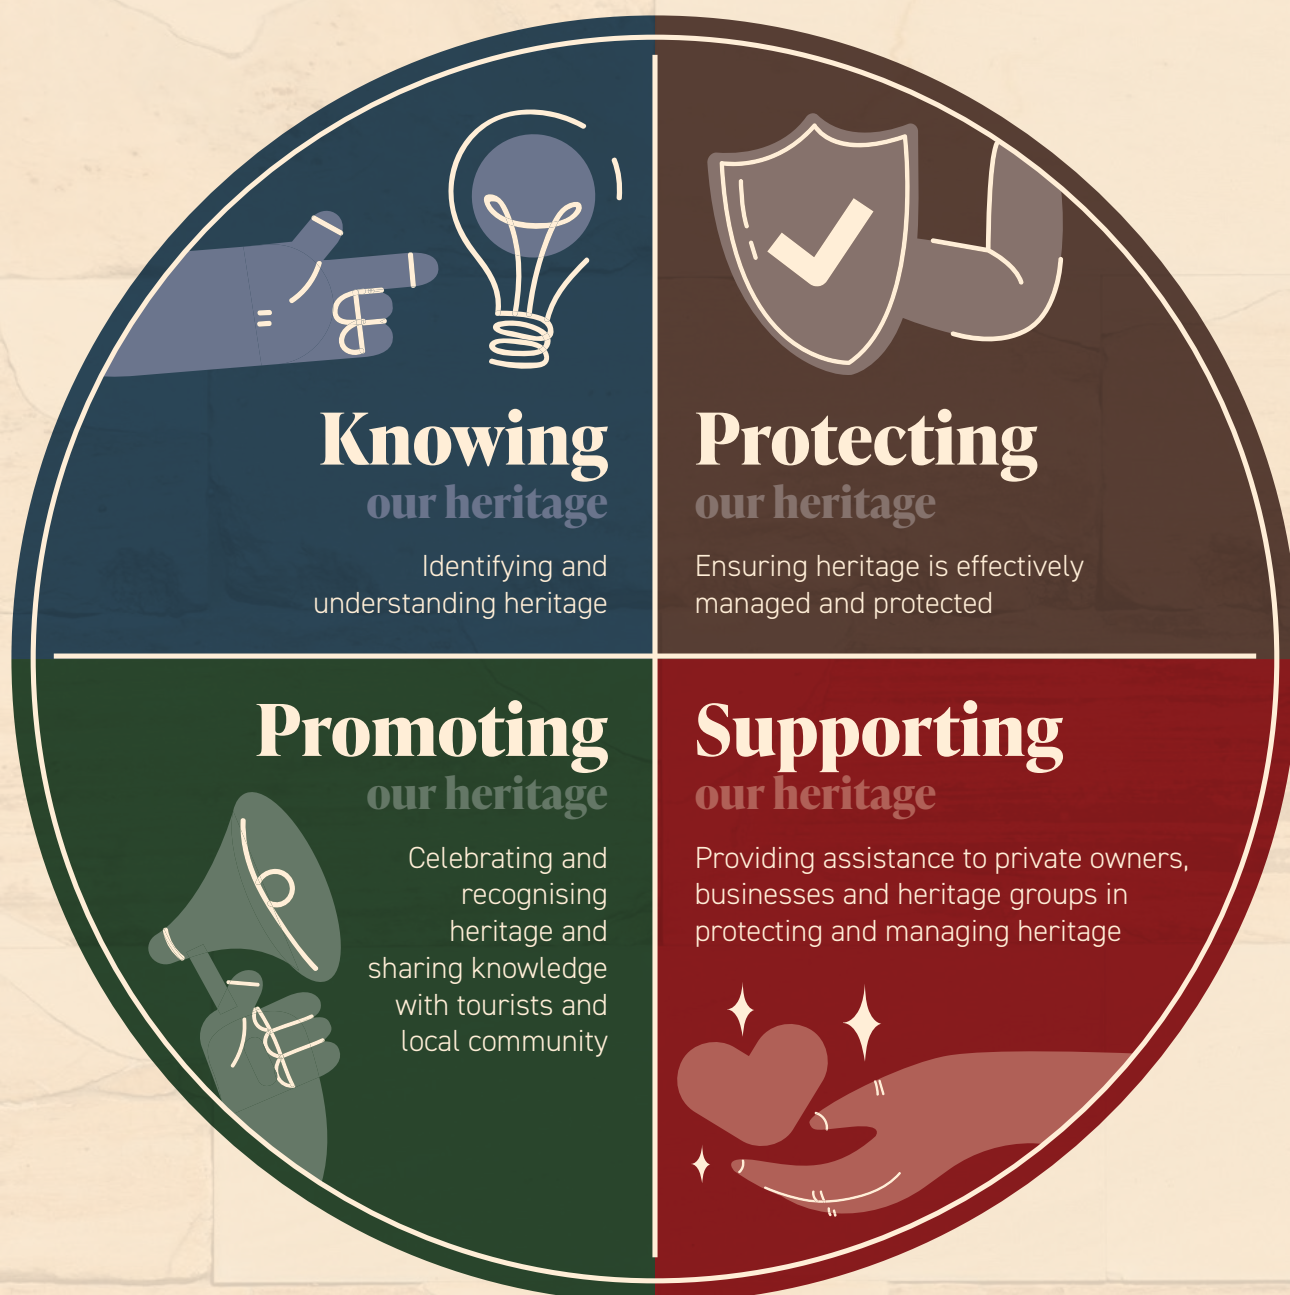 Knowing
our heritage
Identifying and
understanding heritage
Protecting
our heritage
Ensuring heritage is effectively
managed and protected
Promoting
our heritage
Celebrating and
recognising
heritage and
sharing knowledge
with tourists and
local community
Supporting
our heritage
Providing assistance to private owners,
businesses and heritage groups in
protecting and managing heritage